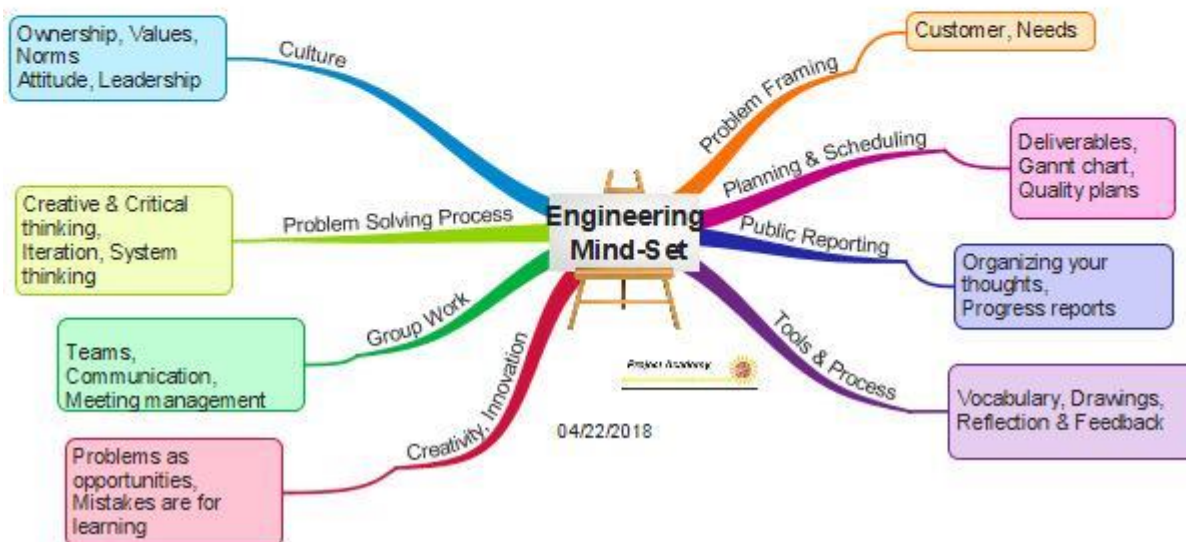 Engineering
Mind-Set
Culture
Ownership, Values,
Norms
Attitude, Leadership
Problem Solving Process
Creative & Critical
thinking,
Iteration, System
thinking
Group Work
Teams,
Communication,
Meeting management
Creativity, Innovation
Problems as
opportunities,
Mistakes are for
learning
Problem Framing
Customer, Needs
Planning & Scheduling
Deliverables,
Gannt chart,
Quality plans
Public Reporting
Organizing your
thoughts,
Progress reports
Tools & Process
Vocabulary, Drawings,
Reflection & Feedback
Project Academy
04/22/2018